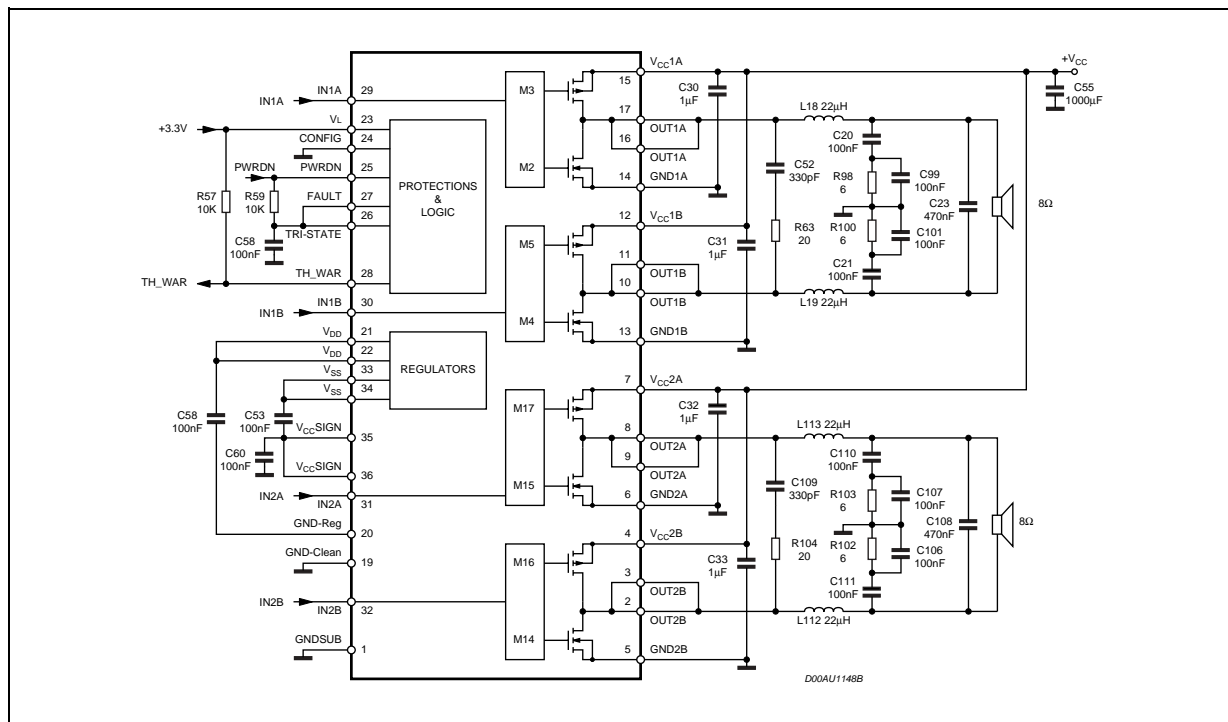 IN1A
IN1A
29
+3.3V
VL
23
CONFIG
24
PWRDN
PWRDN
25
FAULT
27
26
TRI-STATE
R57
10K
R59
10K
C58
100nF
TH_WAR
TH_WAR
28
IN1B
IN1B
30
VDD
21
VDD
22
VSS
33
VSS
34
C58
100nF
C53
100nF
C60
100nF
VCCSIGN
35
VCCSIGN
36
IN2A
IN2A
31
GND-Reg
20
GND-Clean
19
IN2B
IN2B
32
GNDSUB
1
PROTECTIONS
&
LOGIC
REGULATORS
M3
M2
M5
M4
M17
M15
M16
M14
15
VCC1A
17
OUT1A
16
OUT1A
14
GND1A
12
VCC1B
11
OUT1B
10
OUT1B
13
GND1B
7
VCC2A
8
OUT2A
9
OUT2A
6
GND2A
4
VCC2B
3
OUT2B
2
OUT2B
5
GND2B
C30
1µF
C31
1µF
C32
1µF
C33
1µF
+VCC
C55
1000µF
L18 22µH
C20
100nF
C52
330pF
R98
6
C99
100nF
C23
470nF
8Ω
R63
20
R100
6
C101
100nF
C21
100nF
L19 22µH
L113 22µH
C110
100nF
C109
330pF
R103
6
C107
100nF
C108
470nF
8Ω
R104
20
R102
6
C106
100nF
C111
100nF
L112 22µH
D00AU1148B